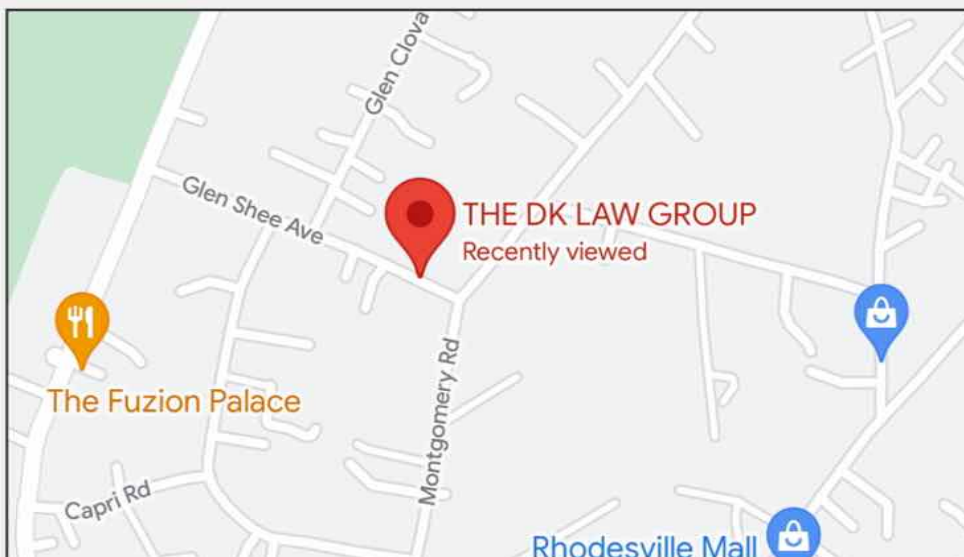 Glen Clova
Glen Shee Ave
THE DK LAW GROUP
Recently viewed
The Fuzion Palace
Montgomery Rd
Capri Rd
Rhodesville Mall